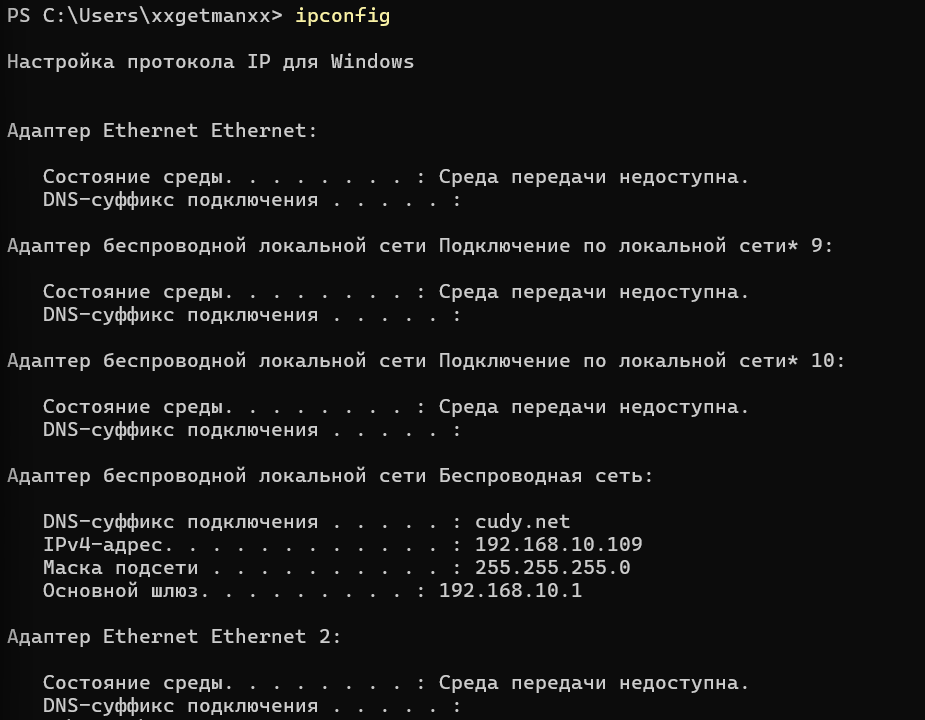 PS C:\Users\xxgetmanxx> ipconfig
Настройка протокола IP для Windows
Адаптер Ethernet Ethernet:
Состояние среды. . . . . . . . : Среда передачи недоступна.
DNS-суффикс подключения . . . . . :
Адаптер беспроводной локальной сети Подключение по локальной сети* 9:
Состояние среды. . . . . . . . : Среда передачи недоступна.
DNS-суффикс подключения . . . . . :
Адаптер беспроводной локальной сети Подключение по локальной сети* 10:
Состояние среды. . . . . . . . : Среда передачи недоступна.
DNS-суффикс подключения . . . . . :
Адаптер беспроводной локальной сети Беспроводная сеть:
DNS-суффикс подключения . . . . . : cudy.net
IPv4-адрес. . . . . . . . . . . . : 192.168.10.109
Маска подсети . . . . . . . . . . : 255.255.255.0
Основной шлюз. . . . . . . . . : 192.168.10.1
Адаптер Ethernet Ethernet 2:
Состояние среды. . . . . . . . : Среда передачи недоступна.
DNS-суффикс подключения . . . . . :